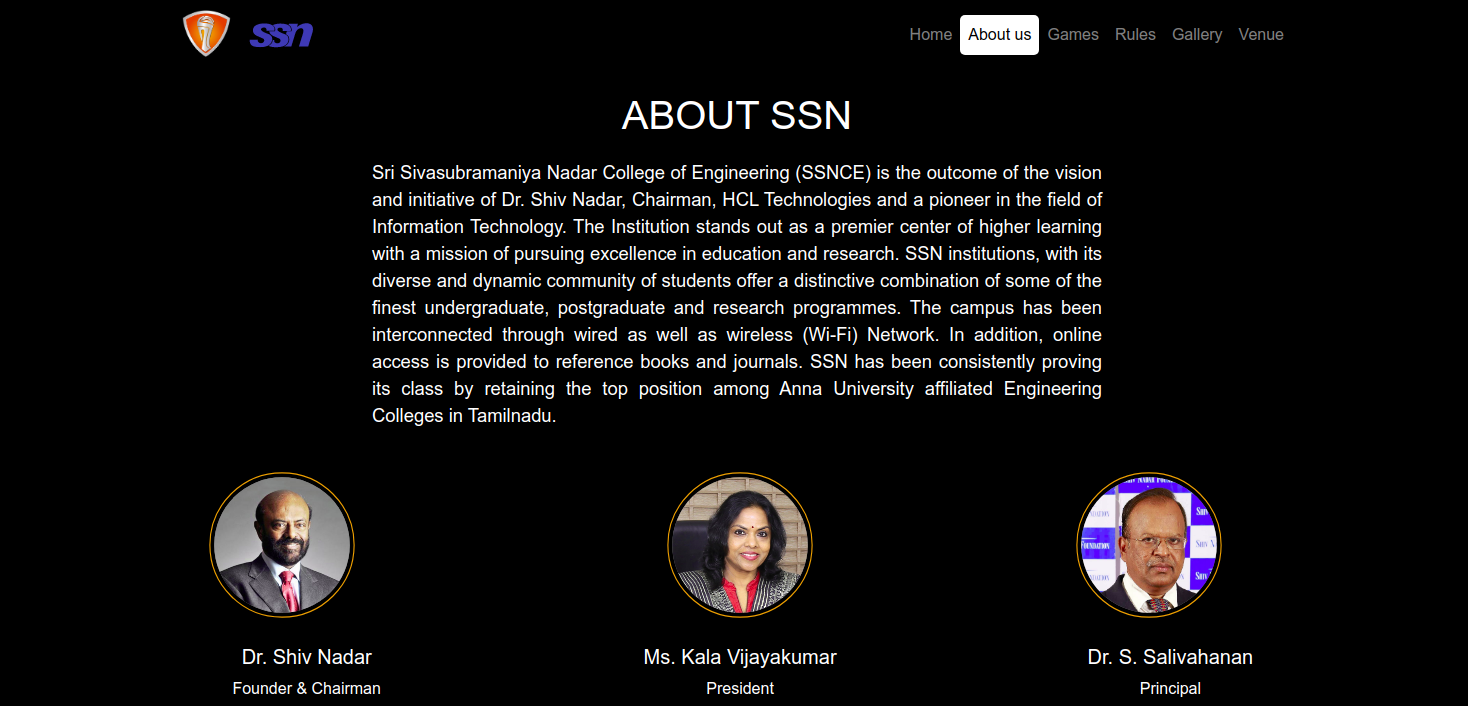 ssn
Home About us Games Rules Gallery Venue
ABOUT SSN
Sri Sivasubramaniya Nadar College of Engineering (SSNCE) is the outcome of the vision
and initiative of Dr. Shiv Nadar, Chairman, HCL Technologies and a pioneer in the field of
Information Technology. The Institution stands out as a premier center of higher learning
with a mission of pursuing excellence in education and research. SSN institutions, with its
diverse and dynamic community of students offer a distinctive combination of some of the
finest undergraduate, postgraduate and research programmes. The campus has been
interconnected through wired as well as wireless (Wi-Fi) Network. In addition, online
access is provided to reference books and journals. SSN has been consistently proving
its class by retaining the top position among Anna University affiliated Engineering
Colleges in Tamilnadu.
FOUNDATION
Dr. Shiv Nadar Ms. Kala Vijayakumar Dr. S. Salivahanan
Founder & Chairman President Principal